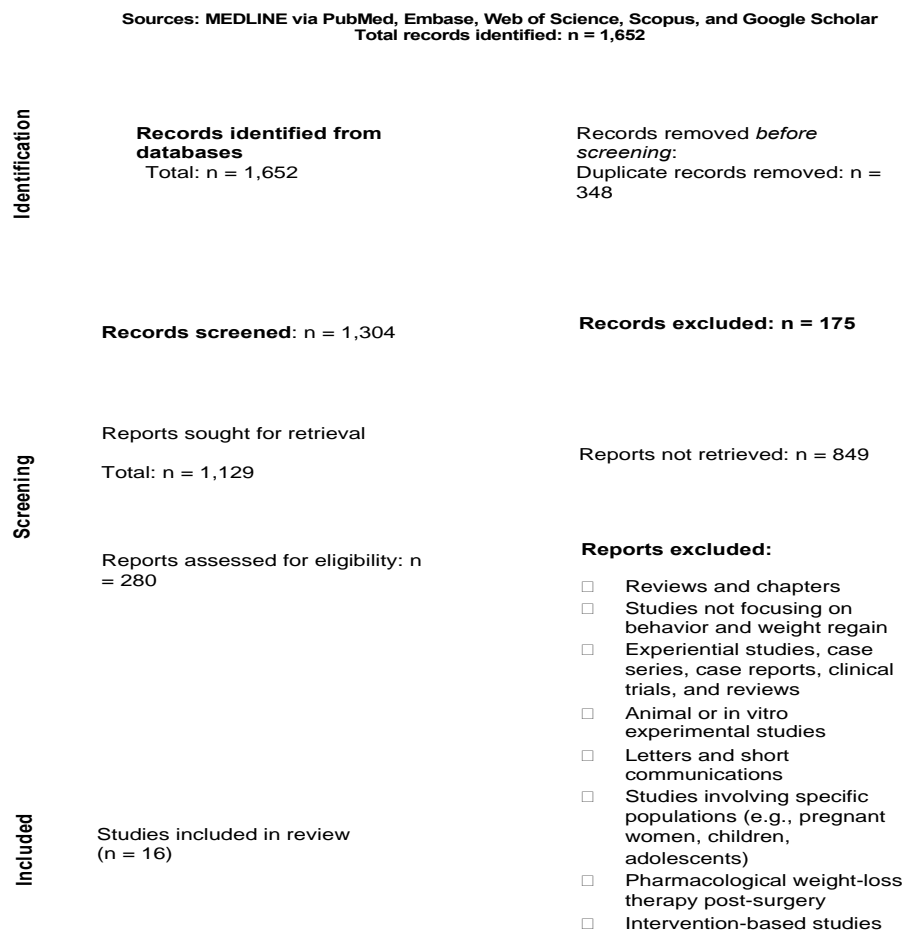 Sources: MEDLINE via PubMed, Embase, Web of Science, Scopus, and Google Scholar
Total records identified: n = 1,652
Identification
Records identified from
databases
Total: n = 1,652
Records removed before
screening:
Duplicate records removed: n =
348
Screening
Records screened: n = 1,304
Records excluded: n = 175
Reports sought for retrieval
Total: n = 1,129
Reports not retrieved: n = 849
Reports assessed for eligibility: n
= 280
Reports excluded:
Reviews and chapters
Studies not focusing on
behavior and weight regain
Experiential studies, case
series, case reports, clinical
trials, and reviews
Animal or in vitro
experimental studies
Letters and short
communications
Studies involving specific
populations (e.g., pregnant
women, children,
adolescents)
Pharmacological weight-loss
therapy post-surgery
Intervention-based studies
Included
Studies included in review
(n = 16)